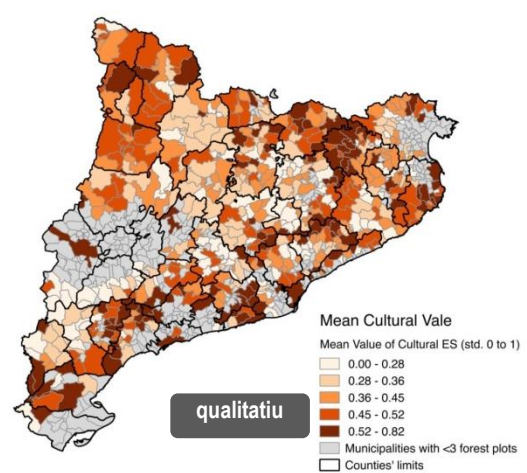 Mean Cultural Vale
Mean Value of Cultural ES (std. 0 to 1)
0.00 - 0.28
0.28 - 0.36
0.36 - 0.45
0.45 - 0.52
0.52 - 0.82
Municipalities with <3 forest plots
Counties' limits
qualitatiu